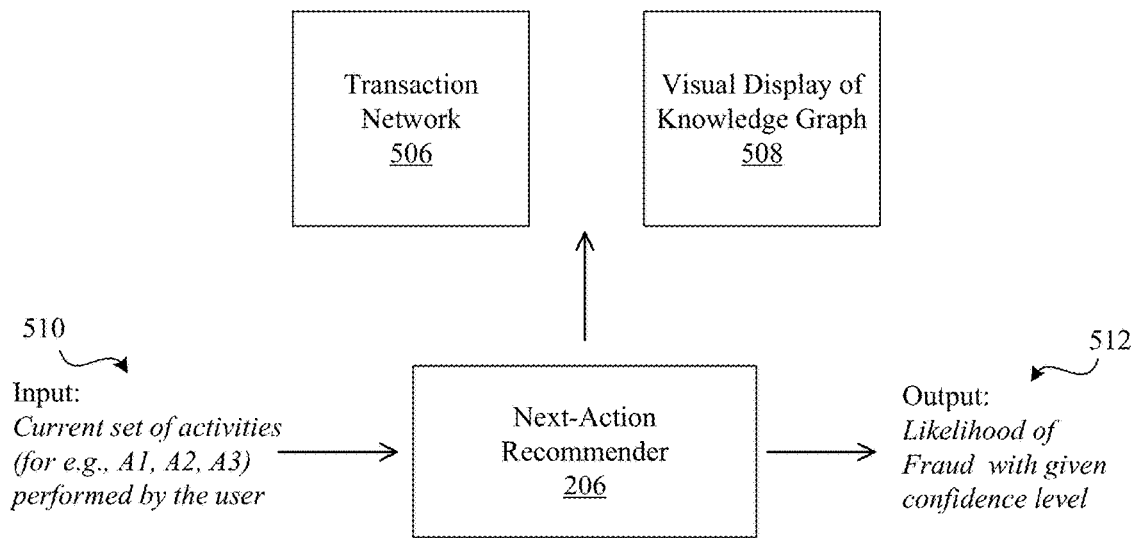 Transaction
Network
506
Visual Display of
Knowledge Graph
508
510
Input:
Current set of activities
(for e.g., A1, A2, A3)
performed by the user
Next-Action
Recommender
206
512
Output:
Likelihood of
Fraud with given
confidence level